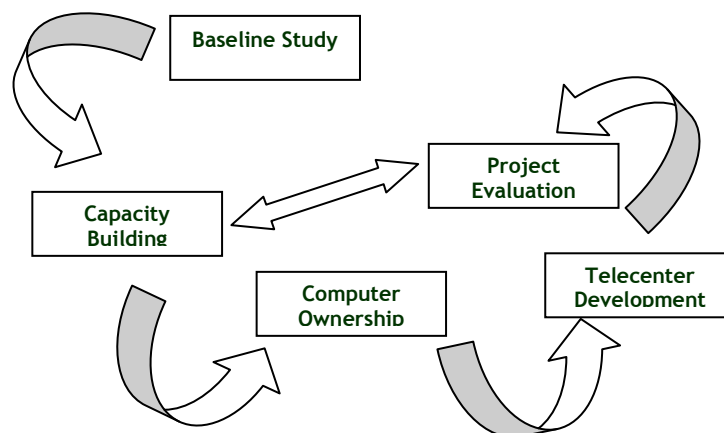 Baseline Study
Project
Evaluation
Capacity
Building
Telecenter
Development
Computer
Ownership